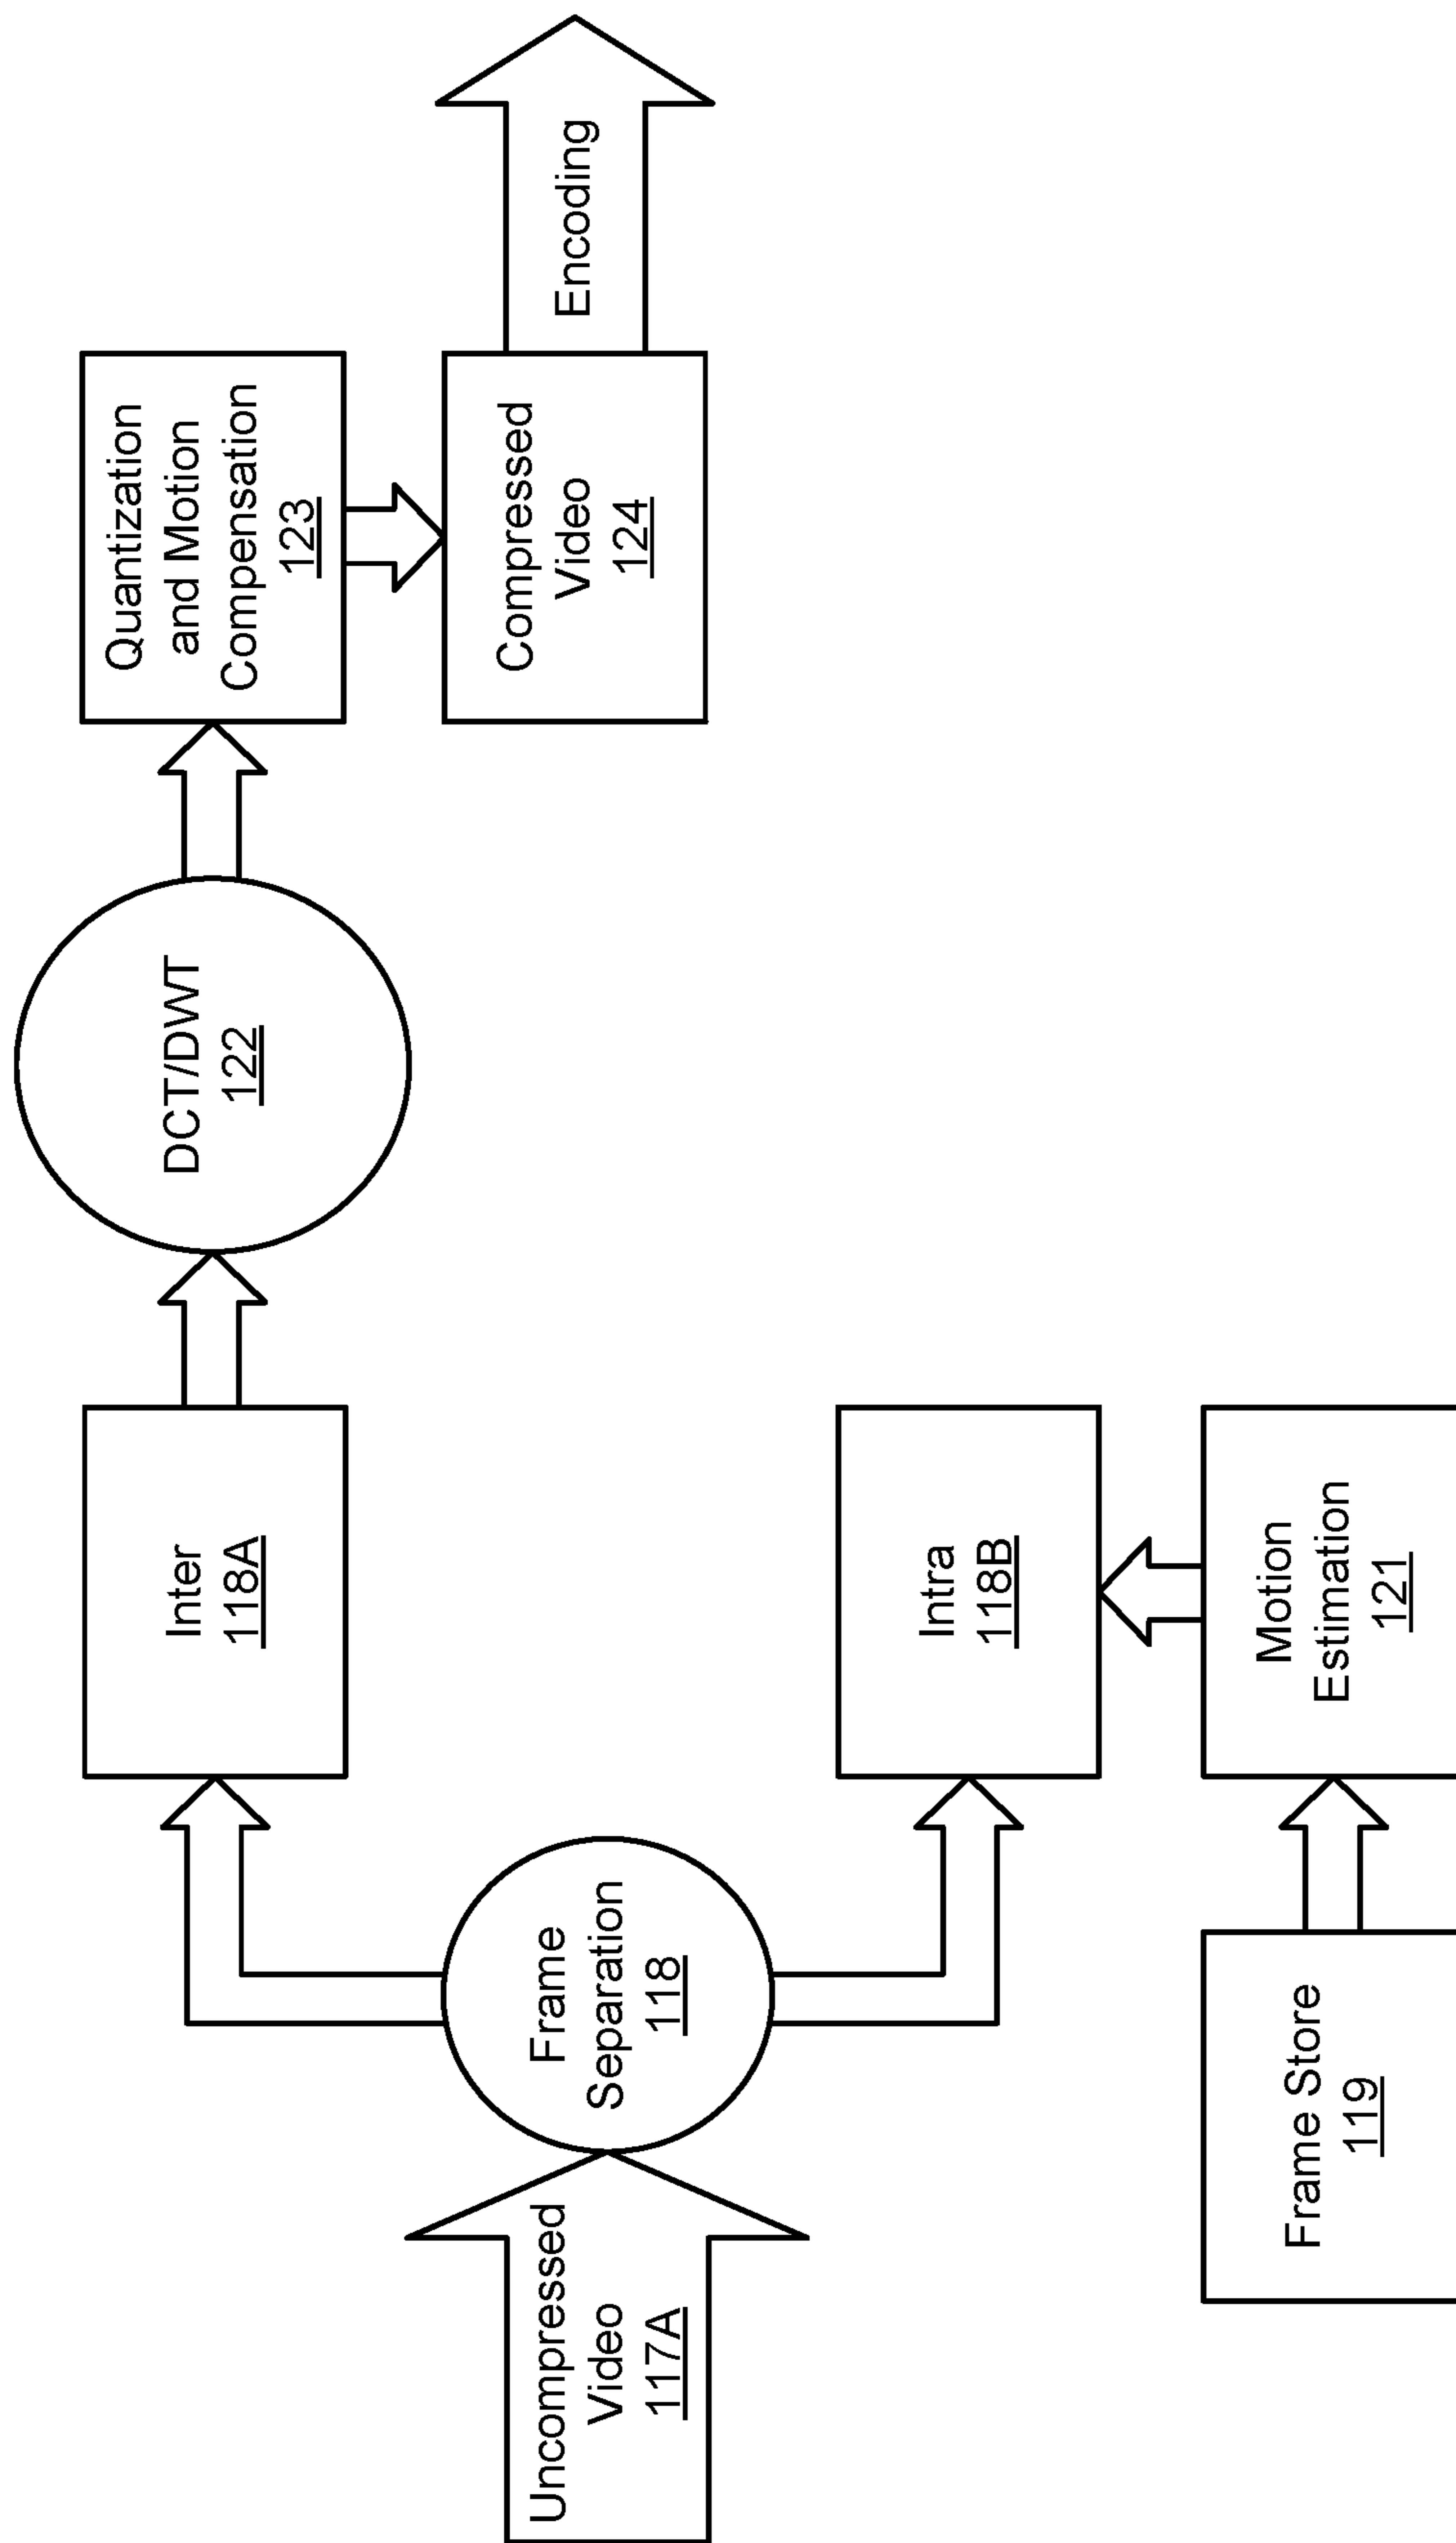 Uncompressed
Video
117A
Frame
Separation
118
Inter
118A
DCT/DWT
122
Quantization
and Motion
Compensation
123
Compressed
Video
124
Encoding
Intra
118B
Frame Store
119
Motion
Estimation
121